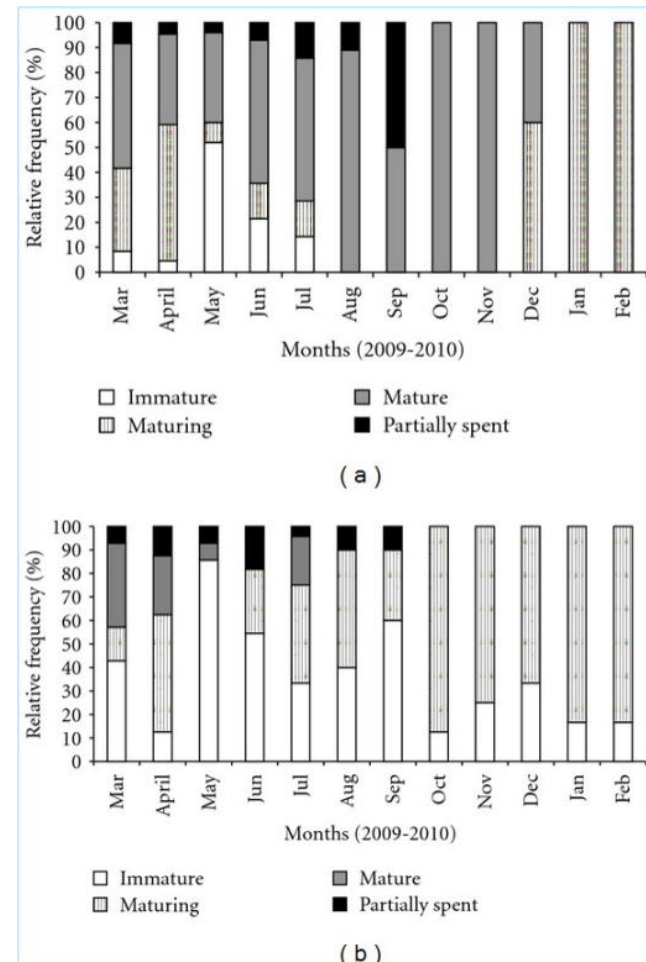 100
90
80
70
60
50
40
30
20
10
0
Relative frequency (%)
Mar
April
May
Jun
Jul
Aug
Sep
Oct
Nov
Dec
Jan
Feb
Months (2009-2010)
Immature
Mature
Maturing
Partially spent
(a)
100
90
80
70
60
50
40
30
20
10
0
Relative frequency (%)
Mar
April
May
Jun
Jul
Aug
Sep
Oct
Nov
Dec
Jan
Feb
Months (2009-2010)
Immature
Mature
Maturing
Partially spent
(b)